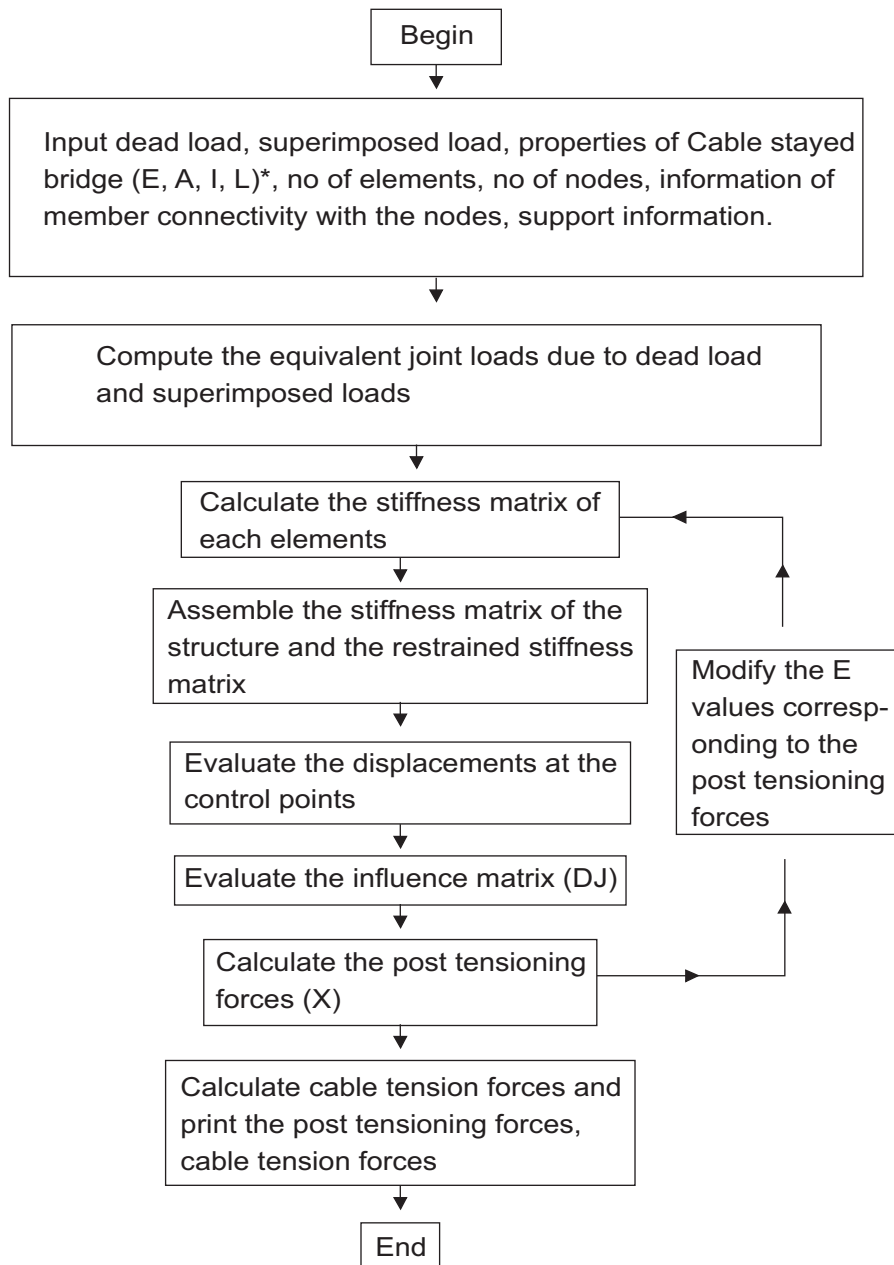 Begin
Input dead load, superimposed load, properties of Cable stayed
bridge (E, A, I, L)*, no of elements, no of nodes, information of
member connectivity with the nodes, support information.
Compute the equivalent joint loads due to dead load
and superimposed loads
Calculate the stiffness matrix of
each elements
Assemble the stiffness matrix of the
structure and the restrained stiffness
matrix
Modify the E
values corresp-
onding to the
post tensioning
forces
Evaluate the displacements at the
control points
Evaluate the influence matrix (DJ)
Calculate the post tensioning
forces (X)
Calculate cable tension forces and
print the post tensioning forces,
cable tension forces
End